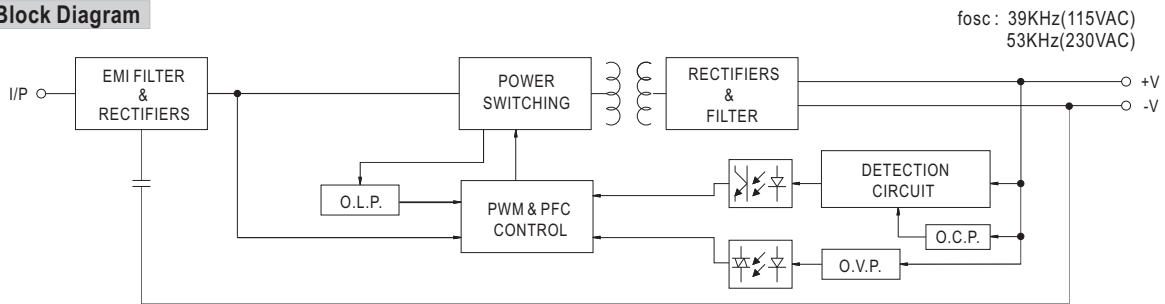 Block Diagram
fosc : 39KHz(115VAC)
53KHz(230VAC)
I/P
EMI FILTER
&
RECTIFIERS
POWER
SWITCHING
RECTIFIERS
&
FILTER
+V
-V
O.L.P.
PWM & PFC
CONTROL
DETECTION
CIRCUIT
O.C.P.
O.V.P.